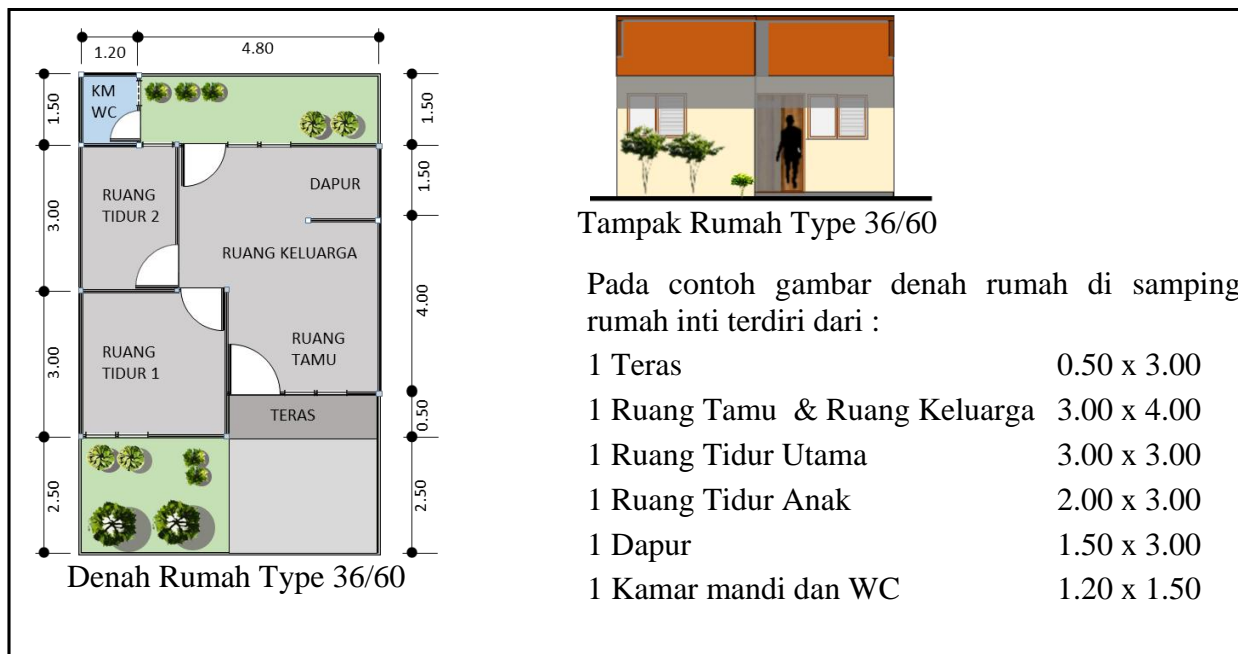 1.20
4.80
1.50
3.00
3.00
2.50
KM
WC
RUANG
TIDUR 2
DAPUR
RUANG KELUARGA
RUANG
TIDUR 1
RUANG
TAMU
TERAS
1.50
1.50
4.00
0.50
2.50
Denah Rumah Type 36/60
Tampak Rumah Type 36/60
Pada contoh gambar denah rumah di samping
rumah inti terdiri dari :
1 Teras 0.50 x 3.00
1 Ruang Tamu & Ruang Keluarga 3.00 x 4.00
1 Ruang Tidur Utama 3.00 x 3.00
1 Ruang Tidur Anak 2.00 x 3.00
1 Dapur 1.50 x 3.00
1 Kamar mandi dan WC 1.20 x 1.50